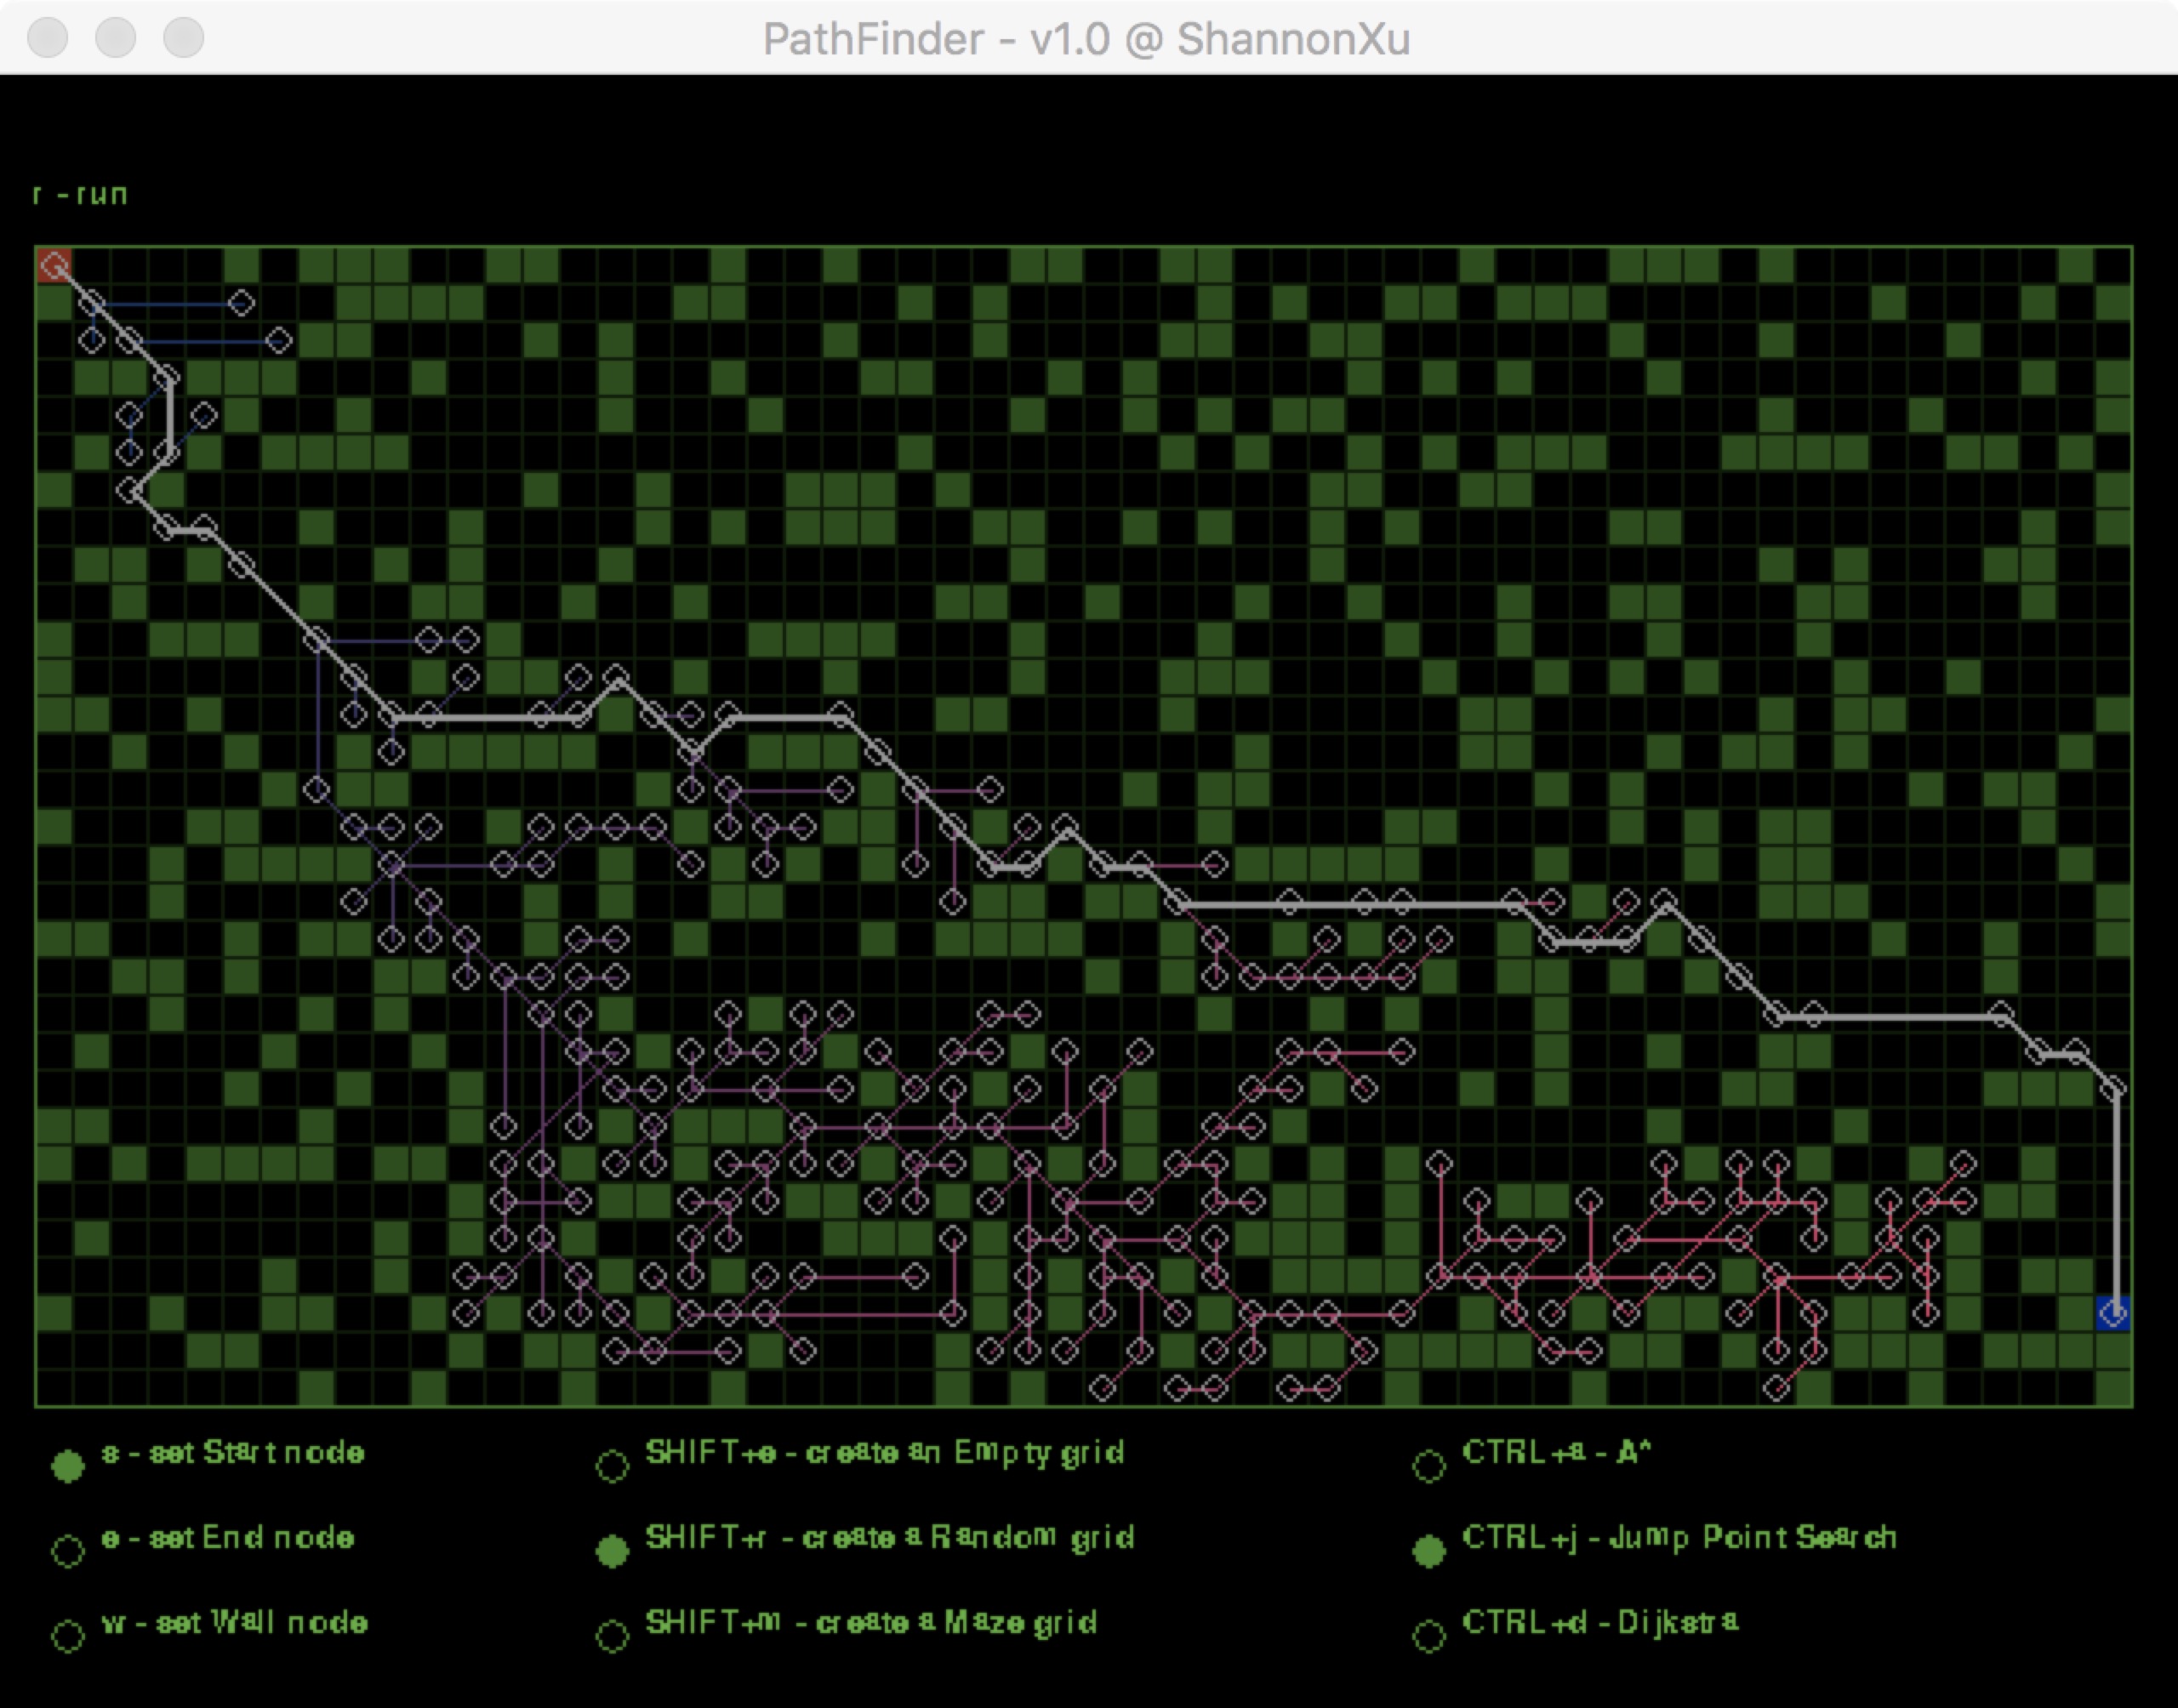 PathFinder - v1.0 @ ShannonXu
r - run
s - set Start node
SHIFT+e - create an Empty grid
CTRL+a - A*
e - set End node
SHIFT+r - create a Random grid
CTRL+j - Jump Point Search
w - set Wall node
SHIFT+m - create a Maze grid
CTRL+d - Dijkstra